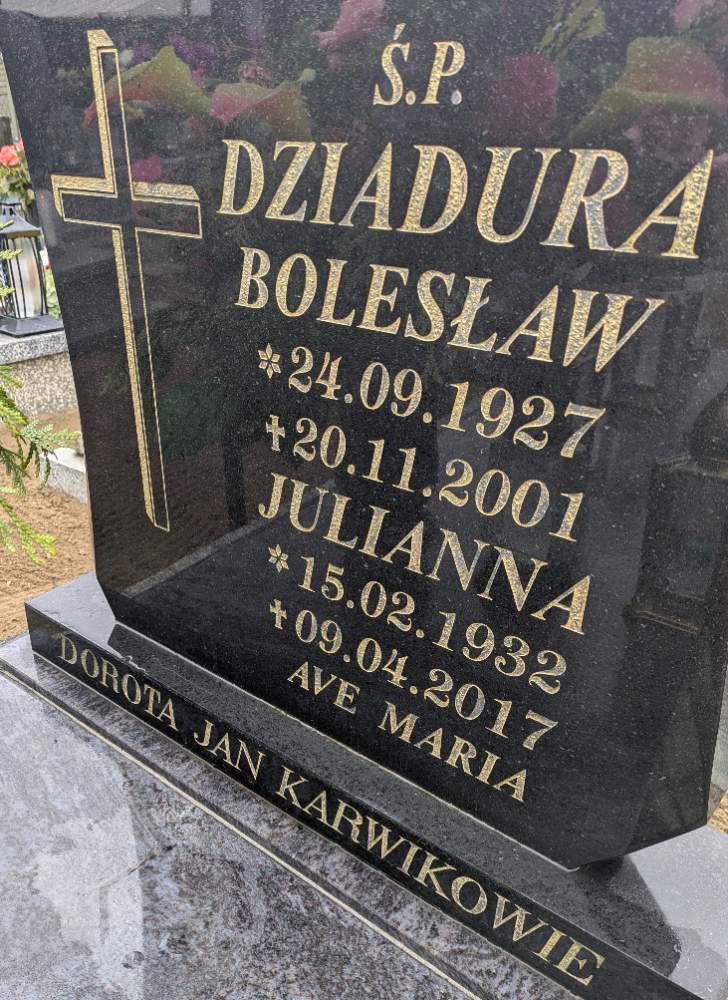 Ś.P.
DZIADURA
BOLESŁAW
*24.09.1927
✝20.11.2001
JULIANNA
*15.02.1932
✝09.04.2017
AVE MARIA
DOROTA JAN KARWIKOWIE